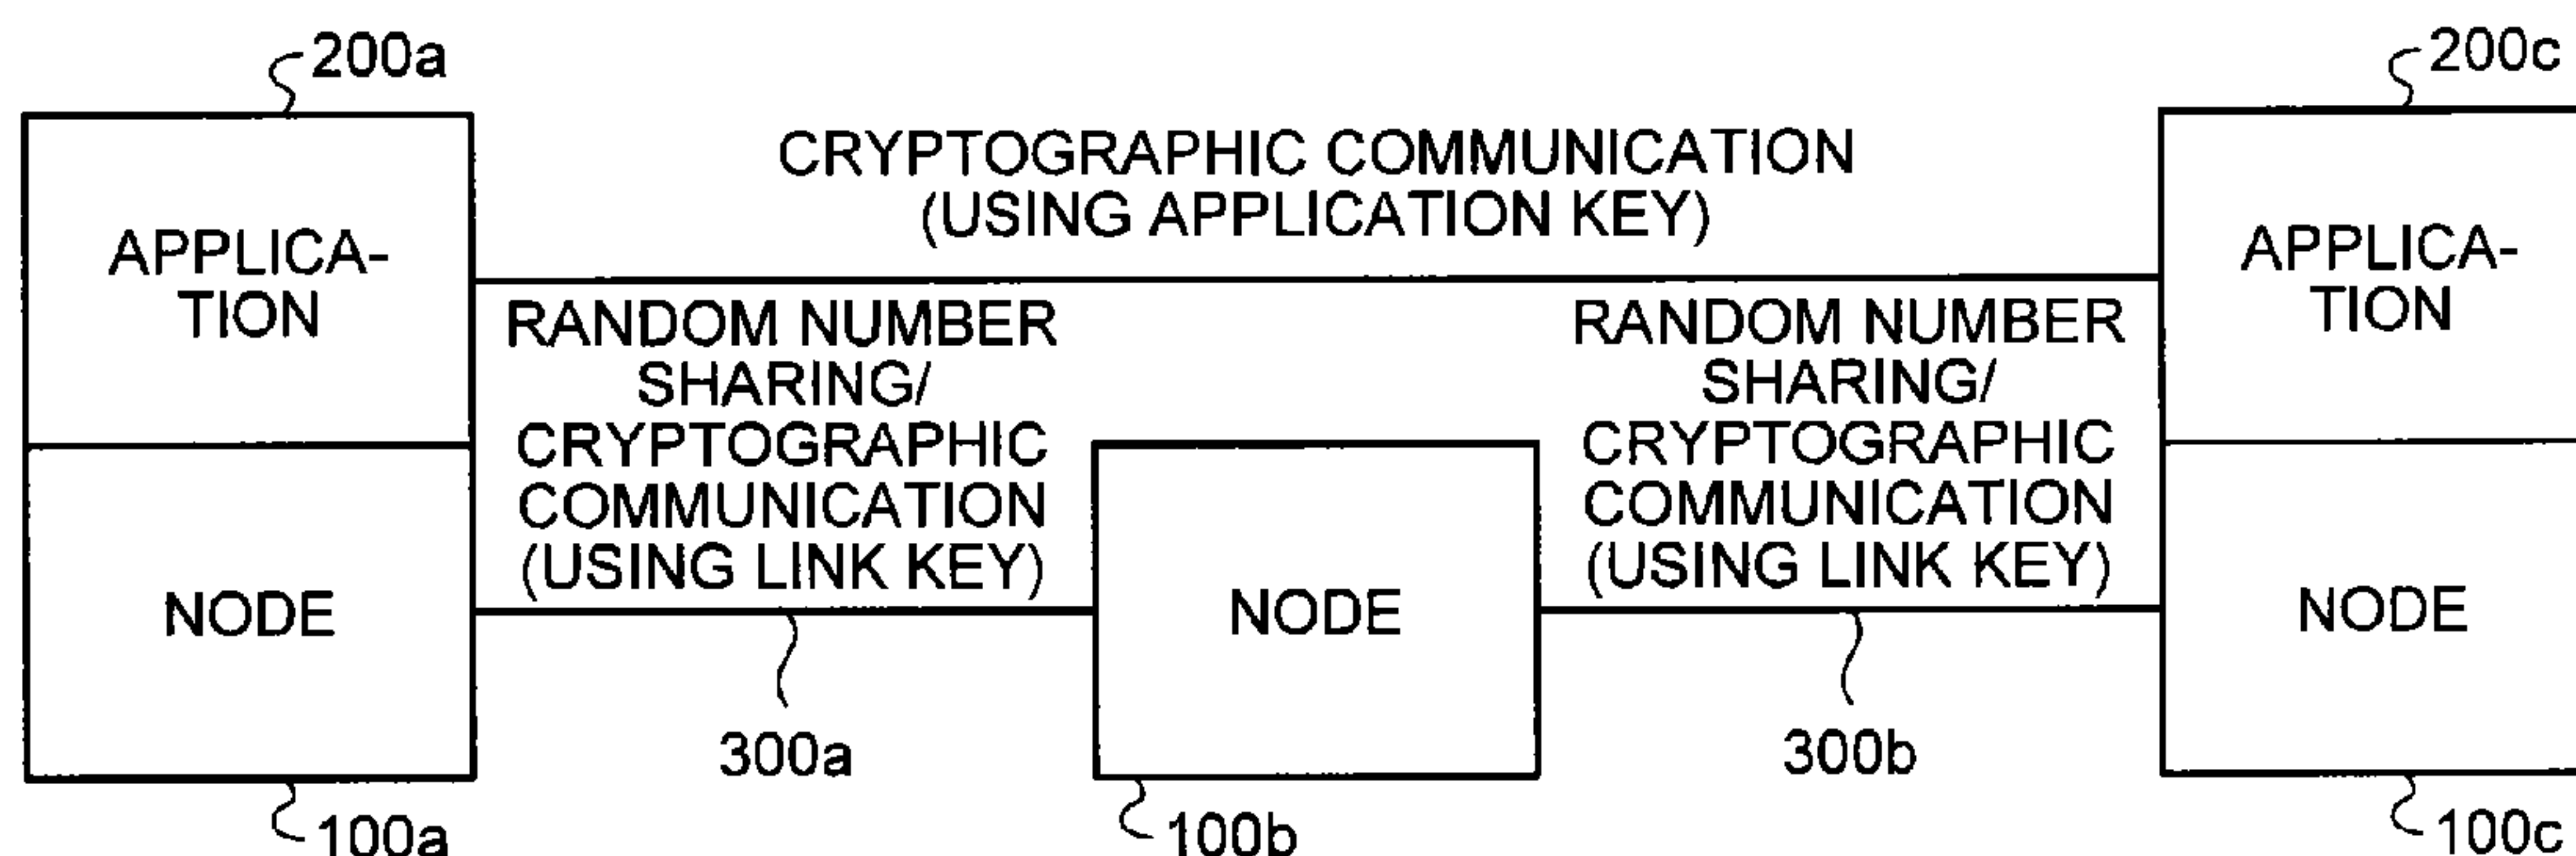 200a
200c
CRYPTOGRAPHIC COMMUNICATION
(USING APPLICATION KEY)
APPLICA-
TION
APPLICA-
TION
RANDOM NUMBER
SHARING/
CRYPTOGRAPHIC
COMMUNICATION
(USING LINK KEY)
RANDOM NUMBER
SHARING/
CRYPTOGRAPHIC
COMMUNICATION
(USING LINK KEY)
NODE
NODE
NODE
300a
300b
100a
100b
100c